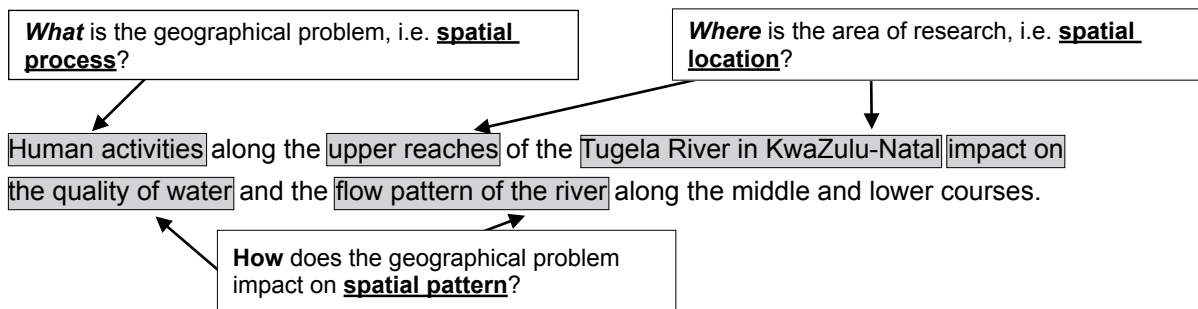 What is the geographical problem, i.e. spatial
process?
Where is the area of research, i.e. spatial
location?
Human activities along the upper reaches of the Tugela River in KwaZulu-Natal impact on
the quality of water and the flow pattern of the river along the middle and lower courses.
How does the geographical problem
impact on spatial pattern?